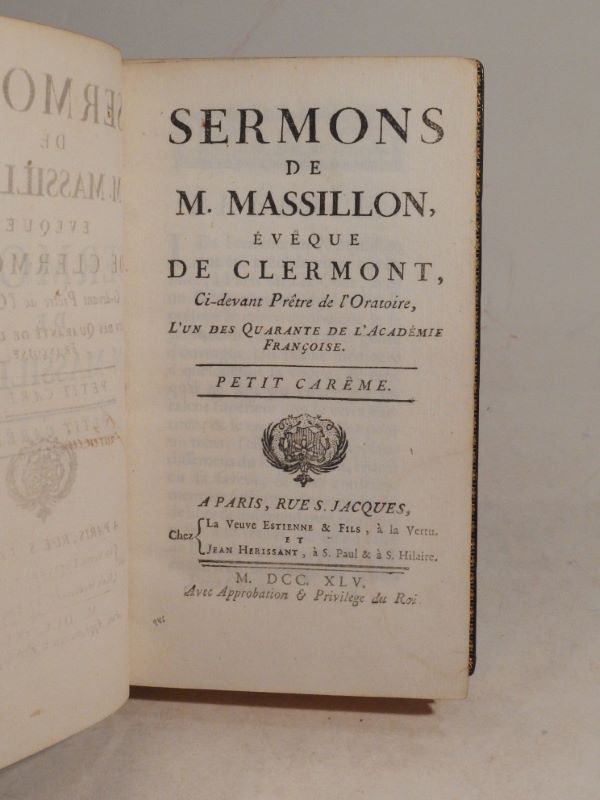 SERMONS
DE
M. MASSILLON,
ÉVÊQUE
DE CLERMONT,
Ci-devant Prêtre de l'Oratoire,
L'UN DES QUARANTE DE L'ACADÉMIE
FRANÇOISE.
PETIT CARÊME.
A PARIS, RUE S. JACQUES,
Chez
La Veuve ESTIENNE & FILS, à la Vertu.
ET
JEAN HERISSANT, à S. Paul & à S. Hilaire.
M. DCC. XLV.
Avec Approbation & Privilege du Roi.